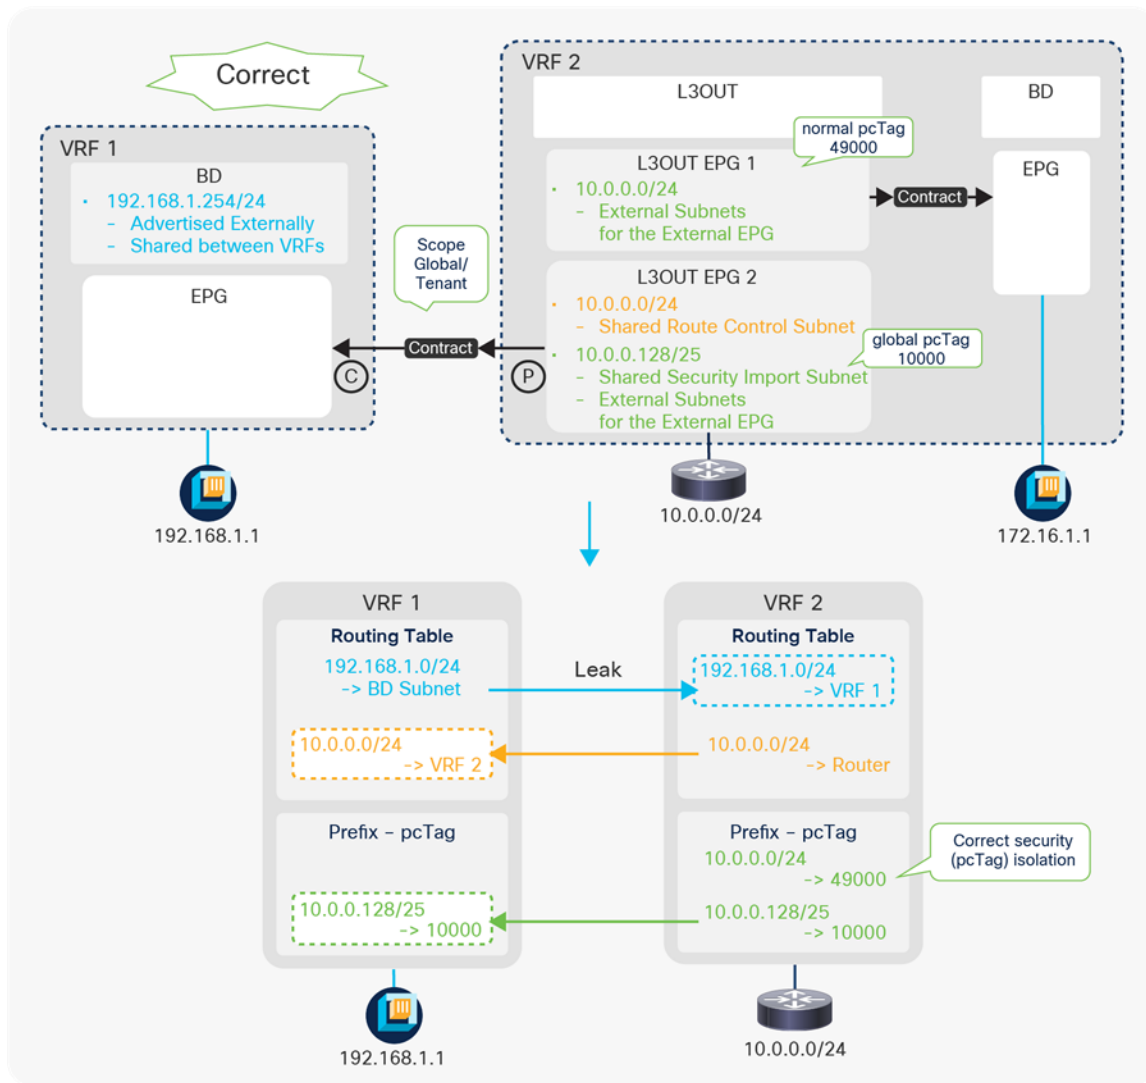 Correct
VRF 1
BD
· 192.168.1.254/24
- Advertised Externally
- Shared between VRFs
EPG
Scope
Global/
Tenant
Contract
C
P
VRF 2
L3OUT
BD
normal pcTag
49000
L3OUT EPG 1
· 10.0.0.0/24
- External Subnets
for the External EPG
Contract
EPG
L3OUT EPG 2
· 10.0.0.0/24
- Shared Route Control Subnet
· 10.0.0.128/25
- Shared Security Import Subnet
- External Subnets
for the External EPG
global pcTag
10000
192.168.1.1
10.0.0.0/24
172.16.1.1
VRF 1
Routing Table
192.168.1.0/24
-> BD Subnet
10.0.0.0/24
-> VRF 2
Prefix – pcTag
10.0.0.128/25
-> 10000
192.168.1.1
Leak
VRF 2
Routing Table
192.168.1.0/24
-> VRF 1
10.0.0.0/24
-> Router
Prefix – pcTag
10.0.0.0/24
-> 49000
10.0.0.128/25
-> 10000
Correct security
(pcTag) isolation
10.0.0.0/24